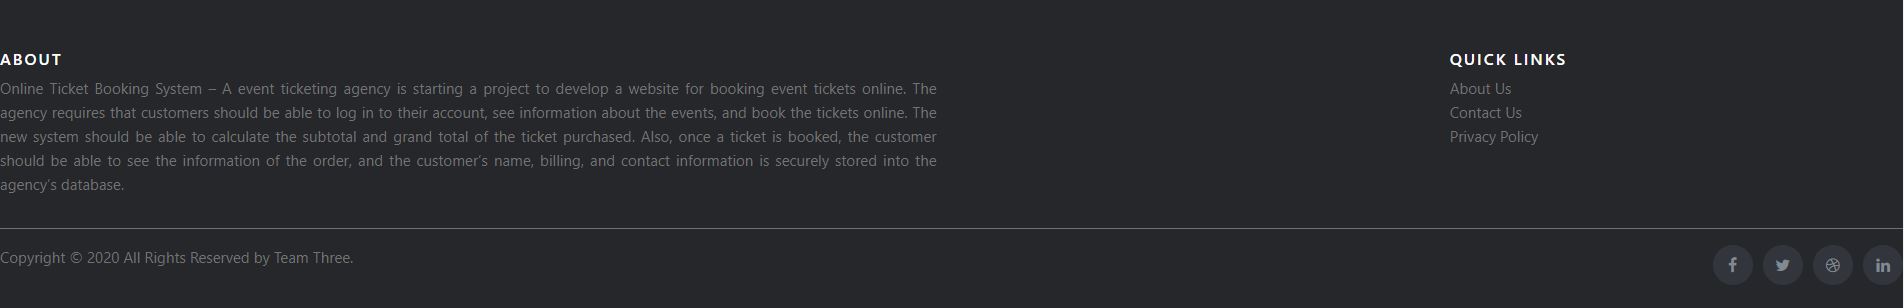 ABOUT
Online Ticket Booking System – A event ticketing agency is starting a project to develop a website for booking event tickets online. The
agency requires that customers should be able to log in to their account, see information about the events, and book the tickets online. The
new system should be able to calculate the subtotal and grand total of the ticket purchased. Also, once a ticket is booked, the customer
should be able to see the information of the order, and the customer's name, billing, and contact information is securely stored into the
agency's database.
QUICK LINKS
About Us
Contact Us
Privacy Policy
Copyright © 2020 All Rights Reserved by Team Three.